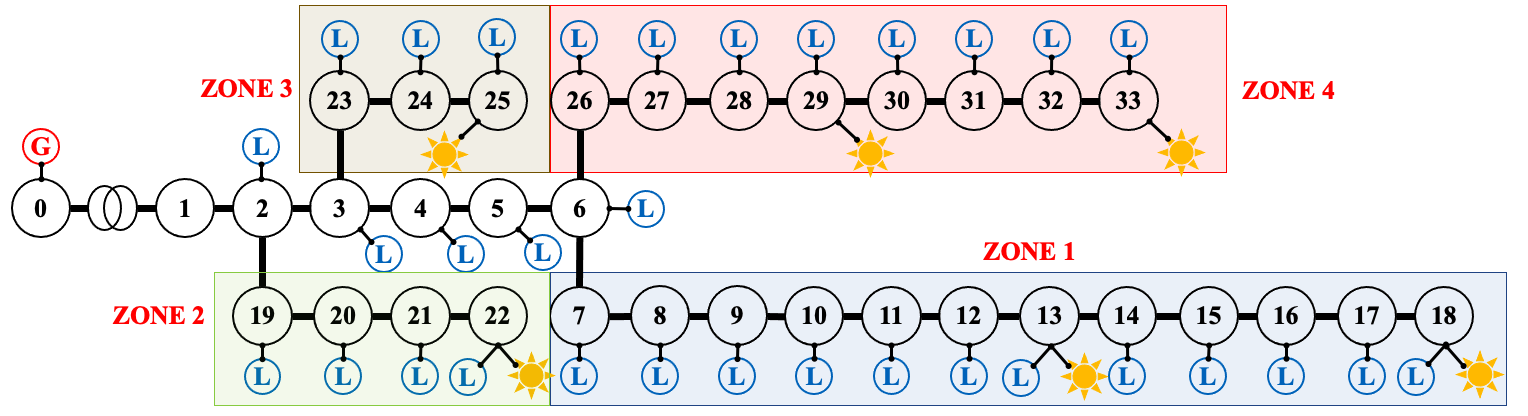 L L L L L L L L L L L
ZONE 3 23 24 25 26 27 28 29 30 31 32 33 ZONE 4
G L
0 1 2 3 4 5 6 L
L L L
ZONE 1
ZONE 2 19 20 21 22 7 8 9 10 11 12 13 14 15 16 17 18
L L L L L L L L L L L L L L L L